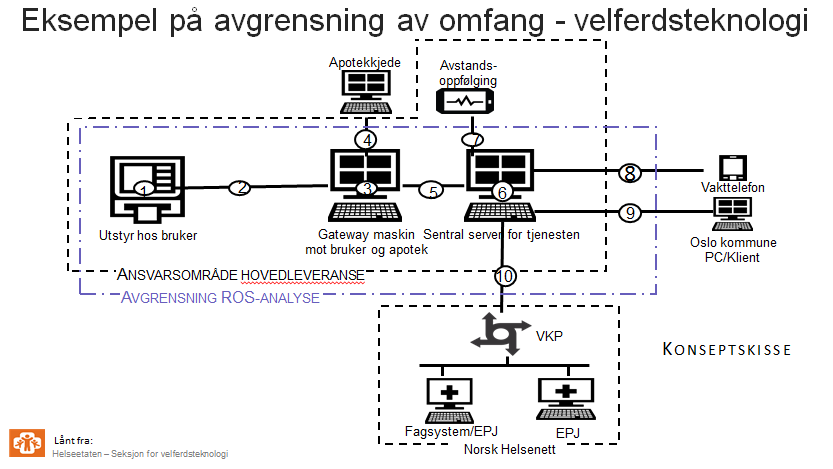 Eksempel på avgrensning av omfang - velferdsteknologi
Apotekkjede
Avstands-
oppfølging
4
7
1
2
3
5
6
8
Vakttelefon
9
Utstyr hos bruker
Gateway maskin
mot bruker og apotek
Sentral server for tjenesten
Oslo kommune
PC/Klient
10
ANSVARSOMRÅDE HOVEDLEVERANSE
AVGRENSNING ROS-ANALYSE
VKP
KONSEPTSKISSE
Fagsystem/EPJ
EPJ
Norsk Helsenett
Lånt fra:
Helseetaten – Seksjon for velferdsteknologi